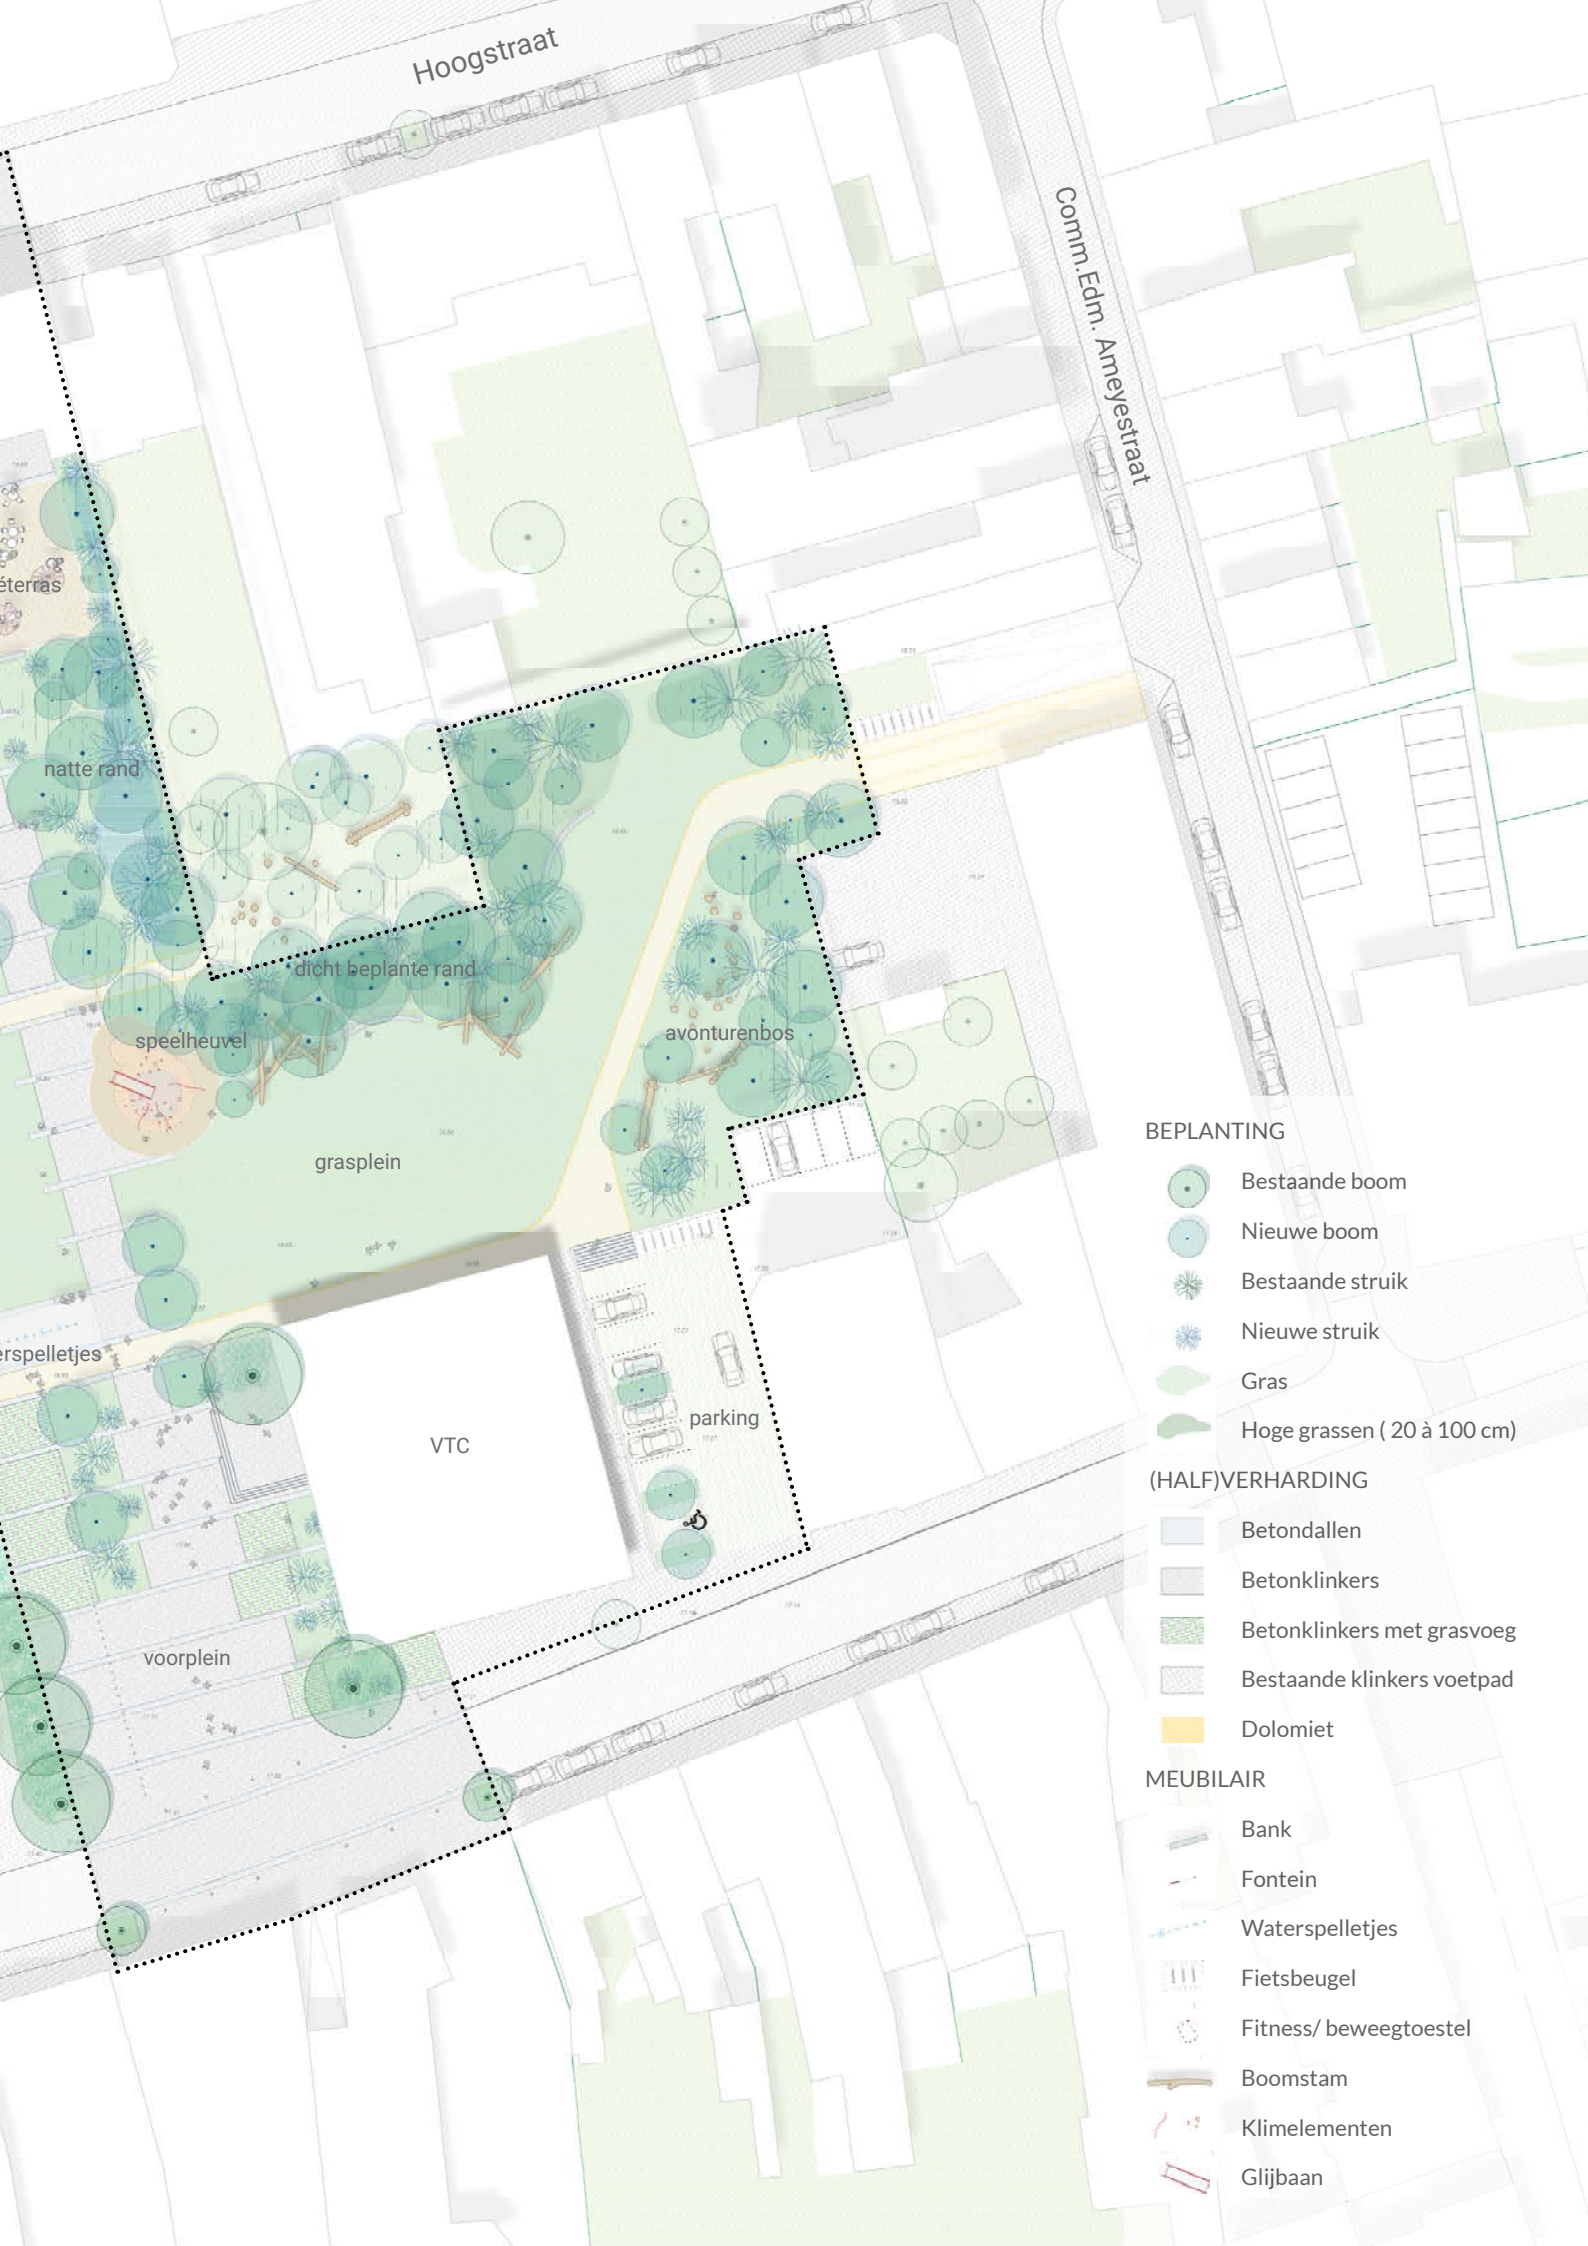 Hoogstraat
Comm.Edm. Ameyestraat
éterras
natte rand
dicht beplante rand
speelheuvel
avonturenbos
grasplein
erspelletjes
VTC
parking
voorplein
BEPLANTING
Bestaande boom
Nieuwe boom
Bestaande struik
Nieuwe struik
Gras
Hoge grassen ( 20 à 100 cm)
(HALF)VERHARDING
Betondallen
Betonklinkers
Betonklinkers met grasvoeg
Bestaande klinkers voetpad
Dolomiet
MEUBILAIR
Bank
Fontein
Waterspelletjes
Fietsbeugel
Fitness/ beweegtoestel
Boomstam
Klimelementen
Glijbaan